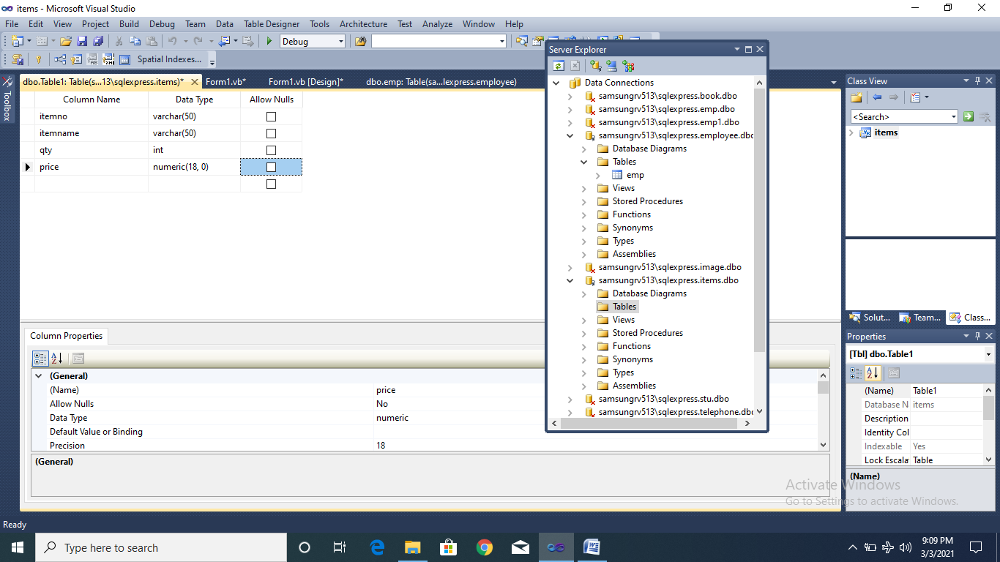 items - Microsoft Visual Studio
File Edit View Project Build Debug Team Data Table Designer Tools Architecture Test Analyze Window Help
Debug
Spatial Indexes...
Toolbox
dbo.Table1: Table(s...13\sqlexpress.items)* Form1.vb* Form1.vb [Design]* dbo.emp: Table(sa...lexpress.employee)
Column Name Data Type Allow Nulls
itemno varchar(50)
itemname varchar(50)
qty int
price numeric(18, 0)
Column Properties
(General)
(Name) price
Allow Nulls No
Data Type numeric
Default Value or Binding
Precision 18
(General)
Server Explorer
Data Connections
samsungrv513\sqlexpress.book.dbo
samsungrv513\sqlexpress.emp.dbo
samsungrv513\sqlexpress.emp1.dbo
samsungrv513\sqlexpress.employee.dbo
Database Diagrams
Tables
emp
Views
Stored Procedures
Functions
Synonyms
Types
Assemblies
samsungrv513\sqlexpress.image.dbo
samsungrv513\sqlexpress.items.dbo
Database Diagrams
Tables
Views
Stored Procedures
Functions
Synonyms
Types
Assemblies
samsungrv513\sqlexpress.stu.dbo
samsungrv513\sqlexpress.telephone.dbo
Class View
<Search>
items
Solut... Team... Class...
Properties
[Tbl] dbo.Table1
(Name) Table1
Database N items
Description
Identity Col
Indexable Yes
Lock Escala Table
(Name)
Activate Windows
Go to Settings to activate Windows.
Ready
Type here to search
9:09 PM
3/3/2021